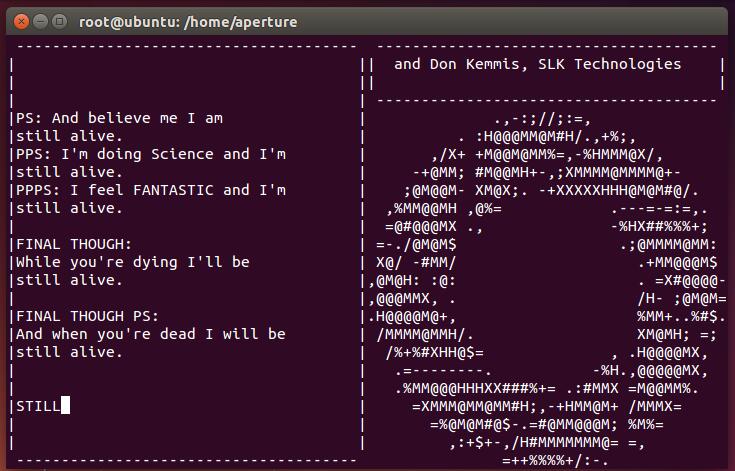 root@ubuntu: /home/aperture
and Don Kemmis, SLK Technologies
PS: And believe me I am
still alive.
PPS: I'm doing Science and I'm
still alive.
PPPS: I feel FANTASTIC and I'm
still alive.
FINAL THOUGH:
While you're dying I'll be
still alive.
FINAL THOUGH PS:
And when you're dead I will be
still alive.
STILL